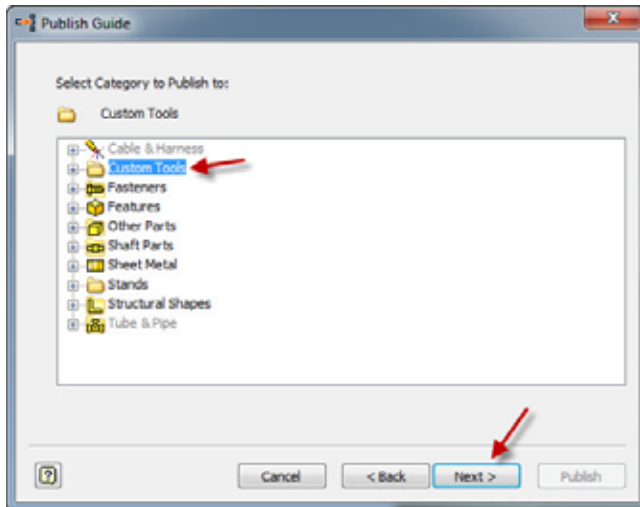 Publish Guide
Select Category to Publish to:
Custom Tools
Cable & Harness
Custom Tools
Fasteners
Features
Other Parts
Shaft Parts
Sheet Metal
Stands
Structural Shapes
Tube & Pipe
Cancel < Back Next > Publish